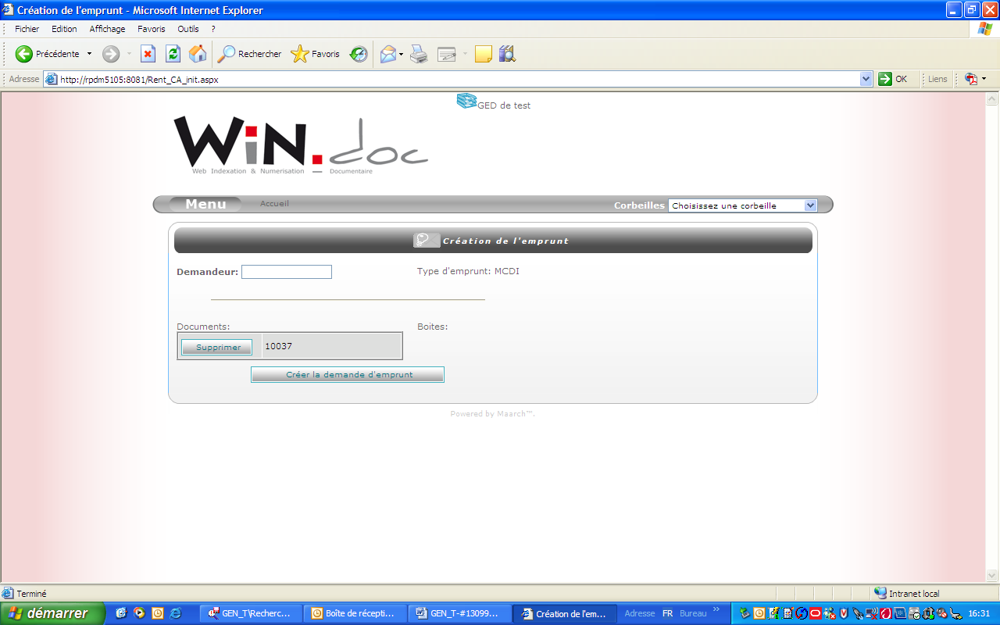 Création de l'emprunt - Microsoft Internet Explorer
Fichier Edition Affichage Favoris Outils ?
Précédente Rechercher Favoris
Adresse http://rpdm5105:8081/Rent_CA_init.aspx OK Liens
GED de test
WiN.doc
Web Indexation & Numerisation — Documentaire
Menu Accueil Corbeilles Choisissez une corbeille
Création de l'emprunt
Demandeur: Type d'emprunt: MCDI
Documents: Boites:
Supprimer 10037
Créer la demande d'emprunt
Powered by Maarch™.
Terminé Intranet local
démarrer GEN_T\Recherc... Boîte de récepti... GEN_T-#13099... Création de l'em... Adresse FR Bureau » 16:31